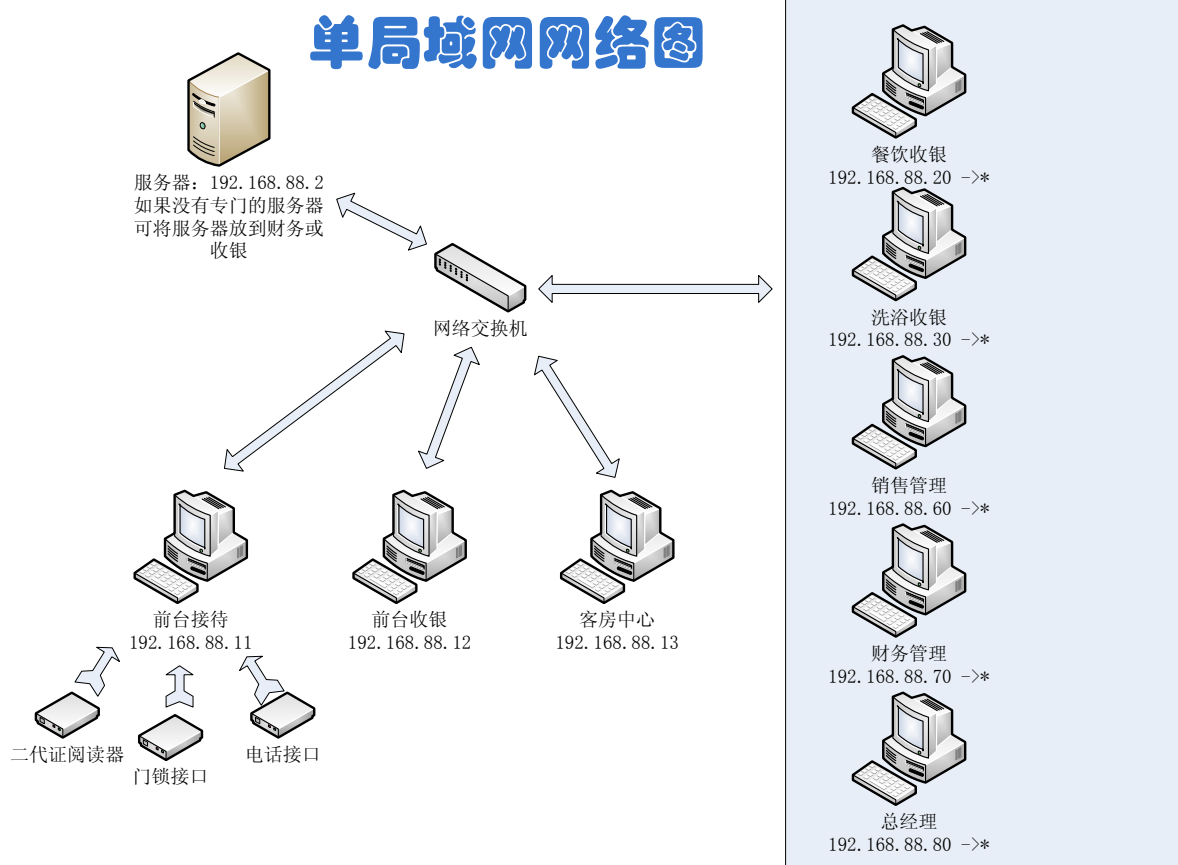 单局域网网络图
服务器：192.168.88.2
如果没有专门的服务器
可将服务器放到财务或
收银
网络交换机
前台接待
192.168.88.11
前台收银
192.168.88.12
客房中心
192.168.88.13
二代证阅读器
门锁接口
电话接口
餐饮收银
192.168.88.20 ->*
洗浴收银
192.168.88.30 ->*
销售管理
192.168.88.60 ->*
财务管理
192.168.88.70 ->*
总经理
192.168.88.80 ->*